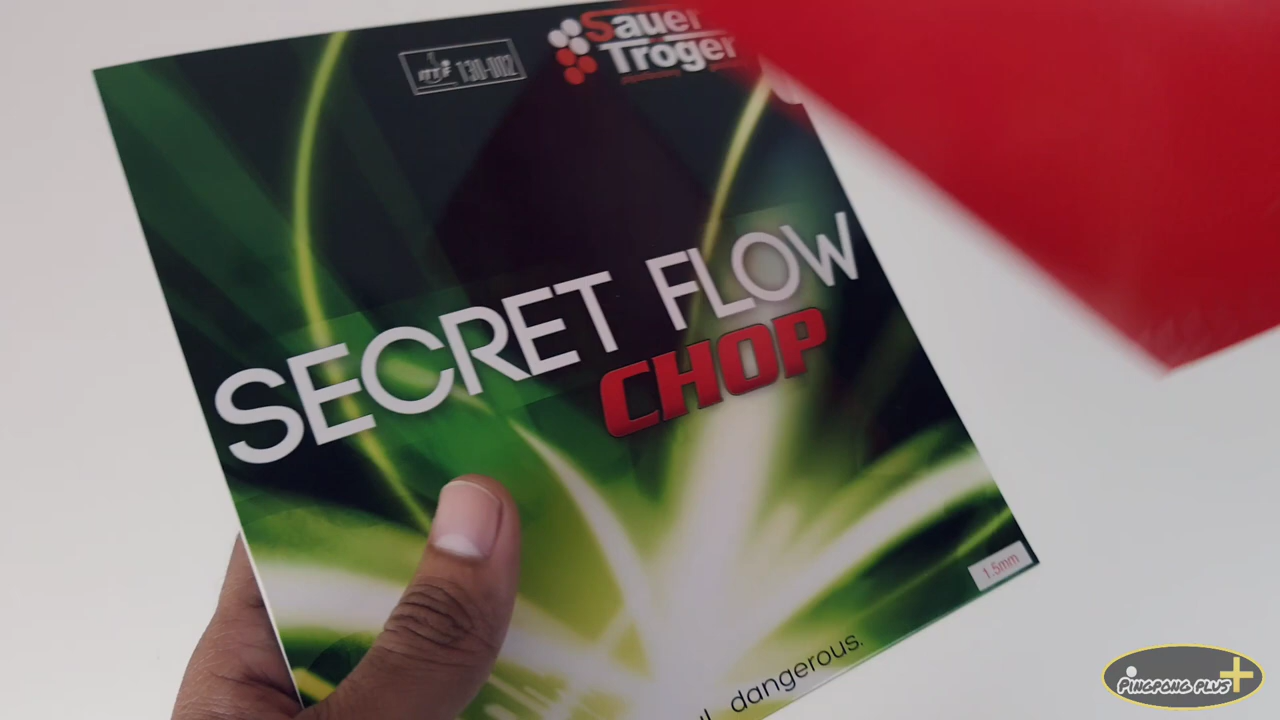 ITTF 130-002
Sauer
Tröger
SECRET FLOW
CHOP
1.5mm
dangerous.
PINGPONG PLUS+